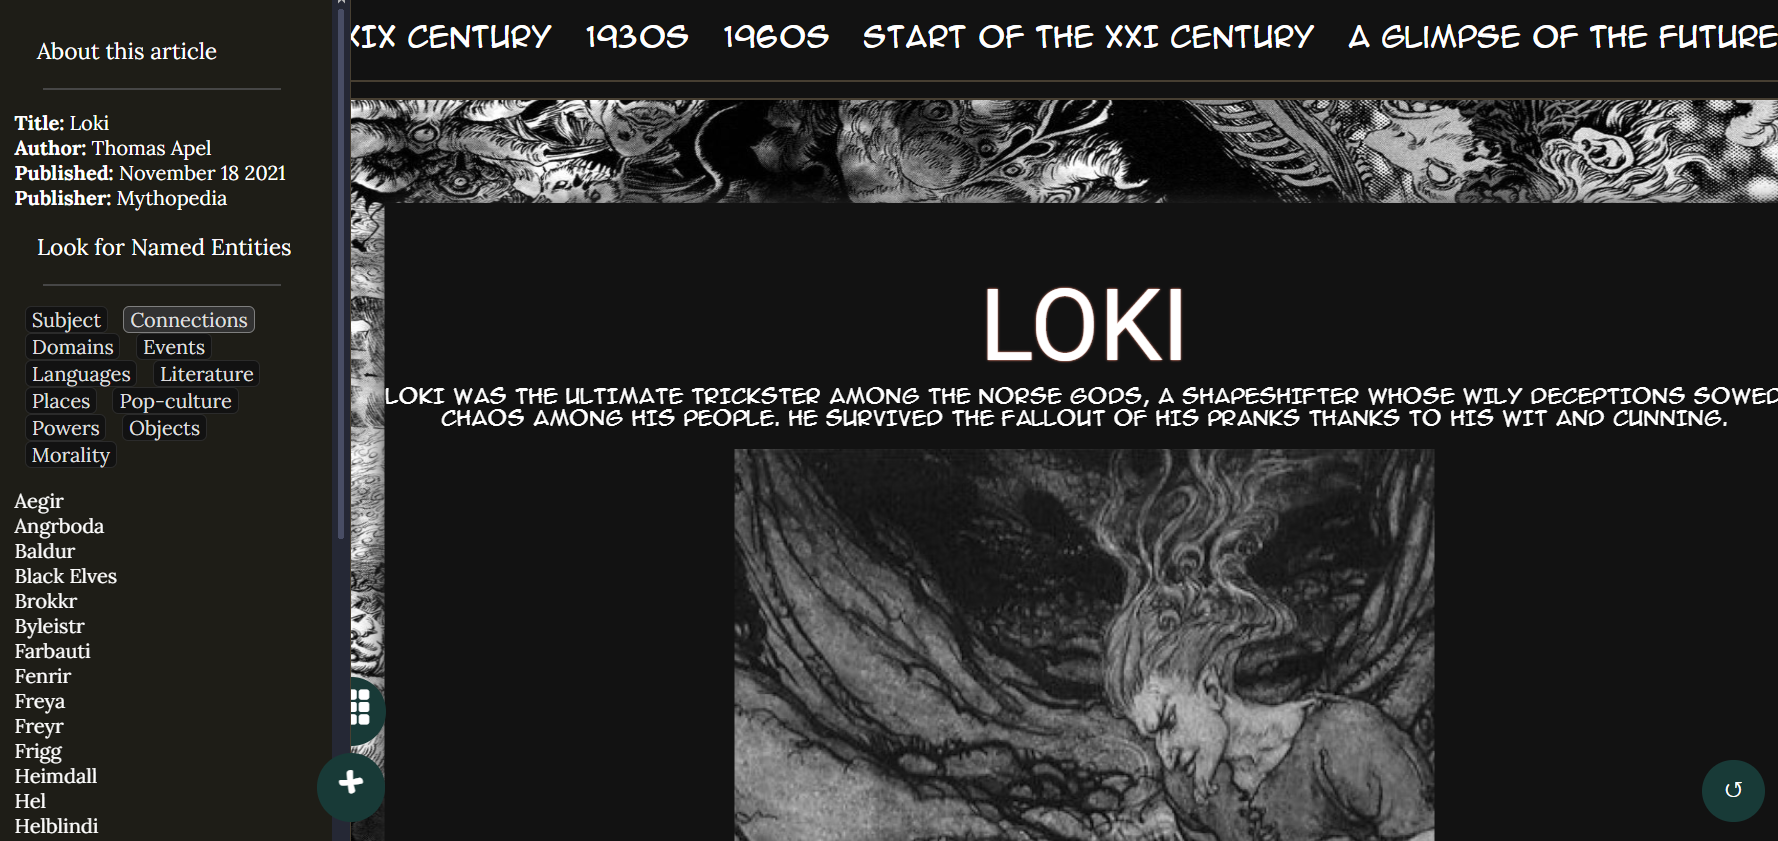 About this article
Title: Loki
Author: Thomas Apel
Published: November 18 2021
Publisher: Mythopedia
Look for Named Entities
Subject Connections
Domains Events
Languages Literature
Places Pop-culture
Powers Objects
Morality
Aegir
Angrboda
Baldur
Black Elves
Brokkr
Byleistr
Farbauti
Fenrir
Freya
Freyr
Frigg
Heimdall
Hel
Helblindi
XIX CENTURY 1930S 1960S START OF THE XXI CENTURY A GLIMPSE OF THE FUTURE
LOKI
LOKI WAS THE ULTIMATE TRICKSTER AMONG THE NORSE GODS, A SHAPESHIFTER WHOSE WILY DECEPTIONS SOWED
CHAOS AMONG HIS PEOPLE. HE SURVIVED THE FALLOUT OF HIS PRANKS THANKS TO HIS WIT AND CUNNING.